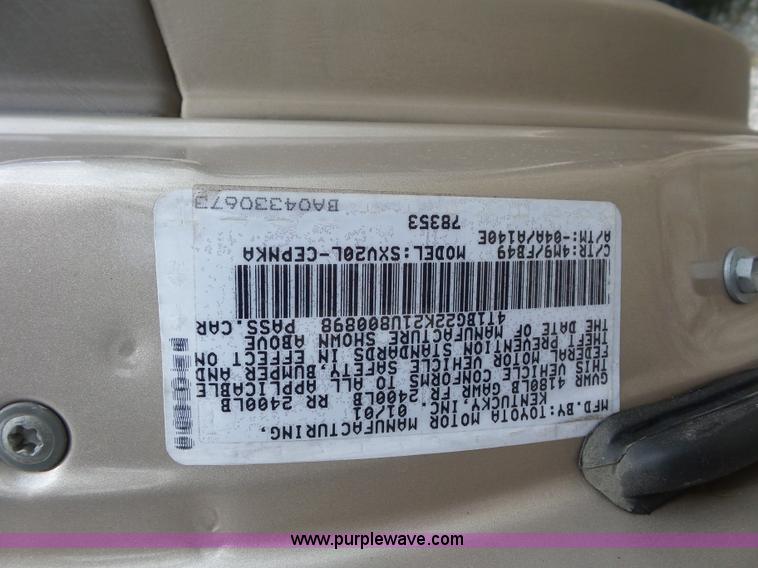 MFD.BY:TOYOTA MOTOR MANUFACTURING,
KENTUCKY, INC. 01/01
GVWR 4180LB GAWR FR 2400LB RR 2400LB
THIS VEHICLE CONFORMS TO ALL APPLICABLE
FEDERAL MOTOR VEHICLE SAFETY, BUMPER AND
THEFT PREVENTION STANDARDS IN EFFECT ON
THE DATE OF MANUFACTURE SHOWN ABOVE
4T1BG22K21U800898 PASS.CAR
C/TR:4M9/FB49 MODEL:SXV20L-CEPNKA
A/TM:-04A/A140E
78353
BA04330673
www.purplewave.com